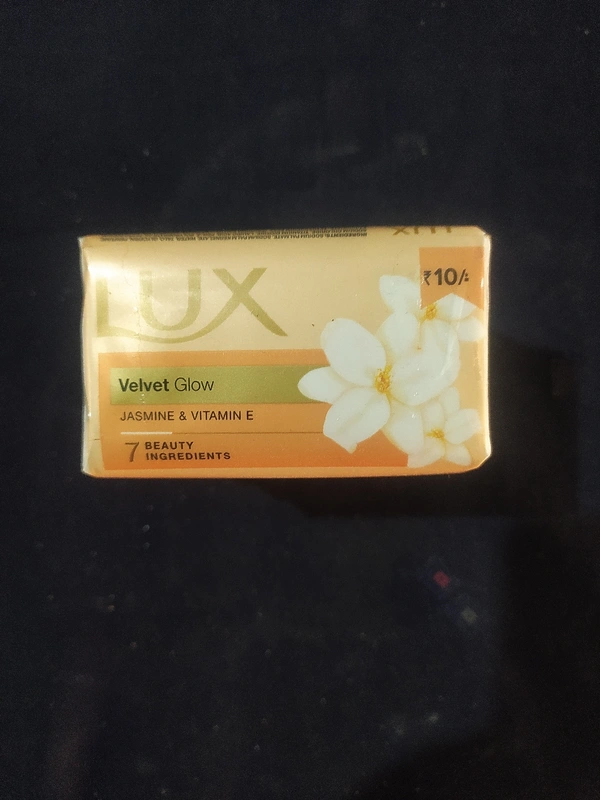 LUX
₹10/-
Velvet Glow
JASMINE & VITAMIN E
7 BEAUTY
INGREDIENTS